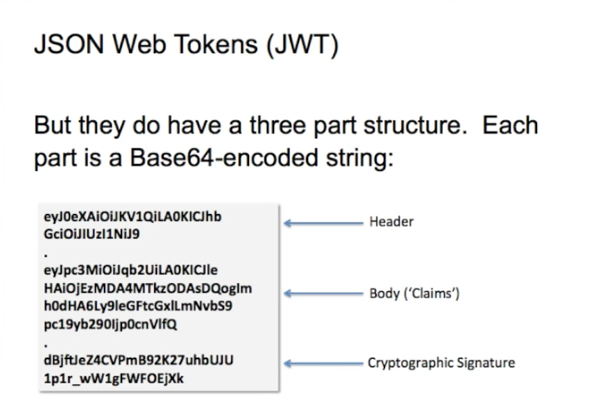 JSON Web Tokens (JWT)
But they do have a three part structure. Each
part is a Base64-encoded string:
eyJ0eXAiOiJKV1QiLA0KICJhb
GciOiJIUzI1NiJ9
.
eyJpc3MiOiJqb2UiLA0KICJle
HAiOjEzMDA4MTkzODAsDQogIm
h0dHA6Ly9leGFtcGxlLmNvbS9
pc19yb290Ijp0cnVlfQ
.
dBjftJeZ4CVPmB92K27uhbUJU
1p1r_wW1gFWFOEjXk
Header
Body (‘Claims’)
Cryptographic Signature